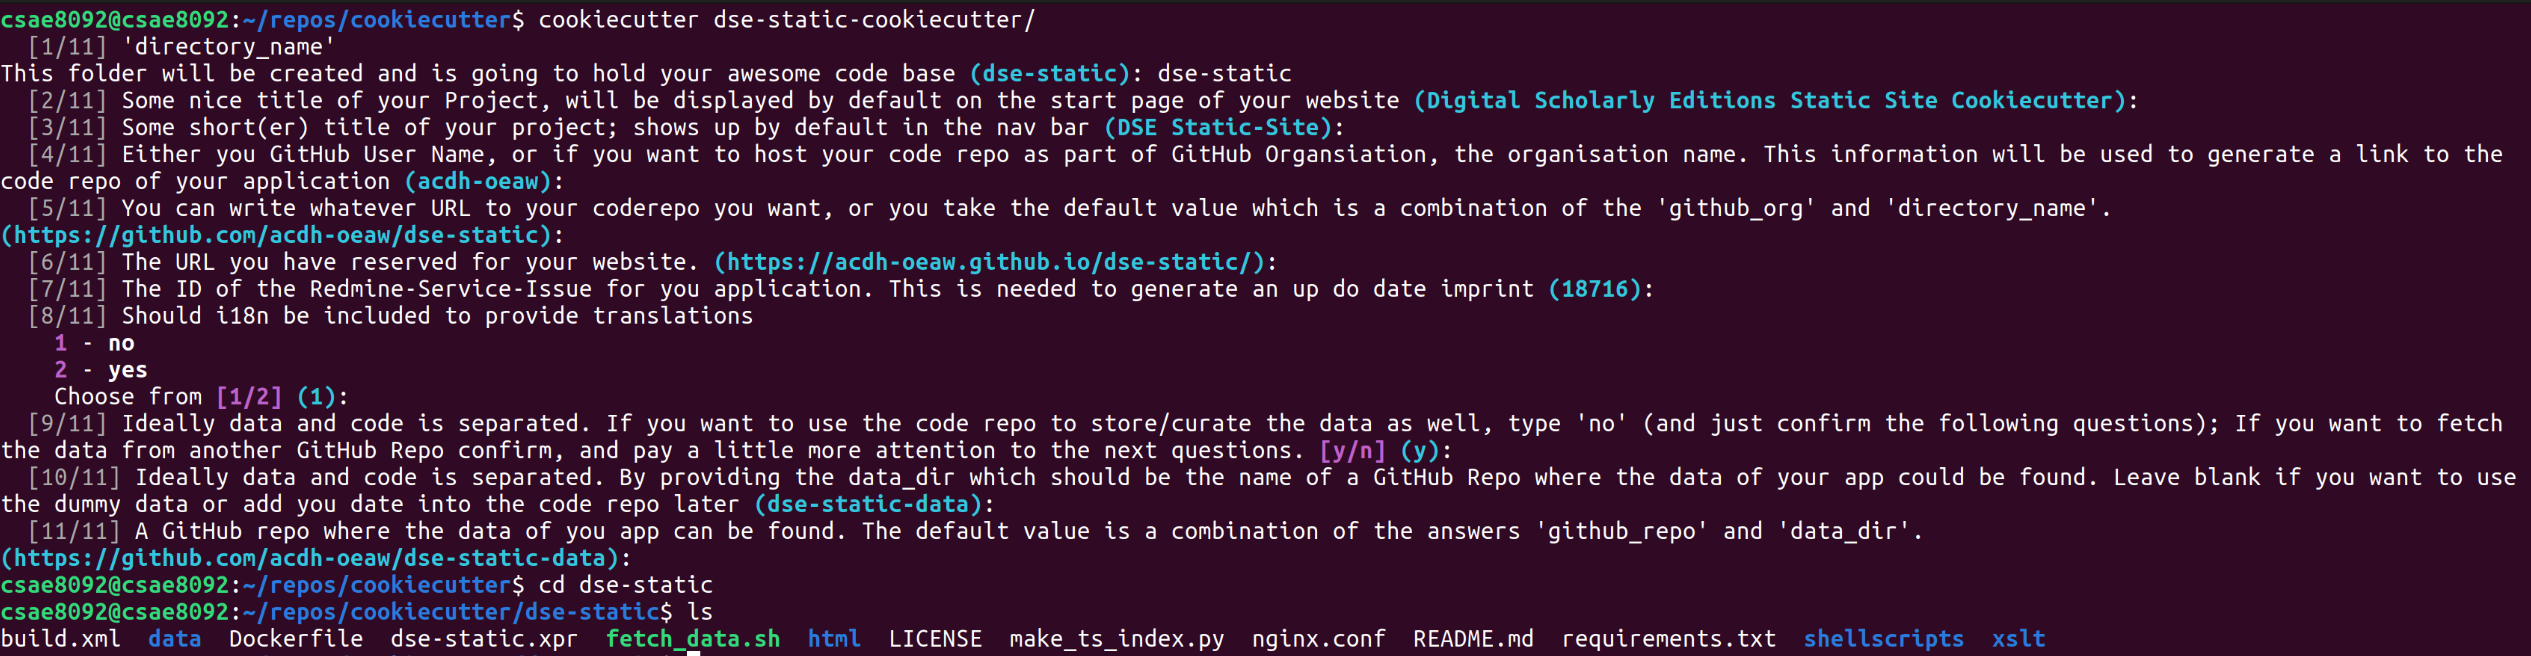 csae8092@csae8092:~/repos/cookiecutter$ cookiecutter dse-static-cookiecutter/
[1/11] 'directory_name'
This folder will be created and is going to hold your awesome code base (dse-static): dse-static
[2/11] Some nice title of your Project, will be displayed by default on the start page of your website (Digital Scholarly Editions Static Site Cookiecutter):
[3/11] Some short(er) title of your project; shows up by default in the nav bar (DSE Static-Site):
[4/11] Either you GitHub User Name, or if you want to host your code repo as part of GitHub Organsiation, the organisation name. This information will be used to generate a link to the
code repo of your application (acdh-oeaw):
[5/11] You can write whatever URL to your coderepo you want, or you take the default value which is a combination of the 'github_org' and 'directory_name'.
(https://github.com/acdh-oeaw/dse-static):
[6/11] The URL you have reserved for your website. (https://acdh-oeaw.github.io/dse-static/):
[7/11] The ID of the Redmine-Service-Issue for you application. This is needed to generate an up do date imprint (18716):
[8/11] Should i18n be included to provide translations
1 - no
2 - yes
Choose from [1/2] (1):
[9/11] Ideally data and code is separated. If you want to use the code repo to store/curate the data as well, type 'no' (and just confirm the following questions); If you want to fetch
the data from another GitHub Repo confirm, and pay a little more attention to the next questions. [y/n] (y):
[10/11] Ideally data and code is separated. By providing the data_dir which should be the name of a GitHub Repo where the data of your app could be found. Leave blank if you want to use
the dummy data or add you date into the code repo later (dse-static-data):
[11/11] A GitHub repo where the data of you app can be found. The default value is a combination of the answers 'github_repo' and 'data_dir'.
(https://github.com/acdh-oeaw/dse-static-data):
csae8092@csae8092:~/repos/cookiecutter$ cd dse-static
csae8092@csae8092:~/repos/cookiecutter/dse-static$ ls
build.xml data Dockerfile dse-static.xpr fetch_data.sh html LICENSE make_ts_index.py nginx.conf README.md requirements.txt shellscripts xslt